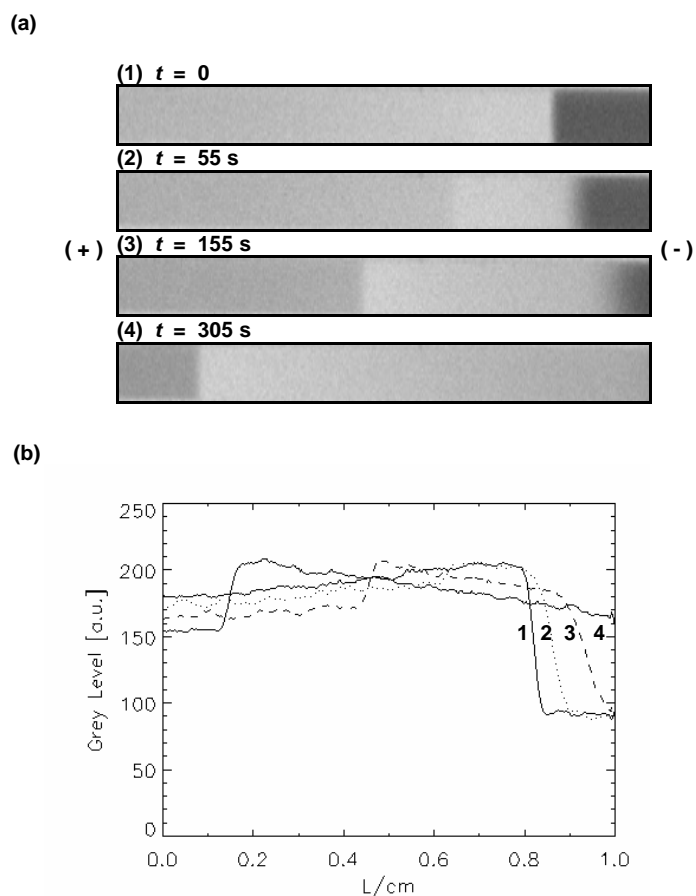 (a)
(1) t = 0
(2) t = 55 s
(+) (3) t = 155 s (-)
(4) t = 305 s
(b)
250
200
150
100
50
0
Grey Level [a.u.]
1 2 3 4
0.0 0.2 0.4 0.6 0.8 1.0
L/cm